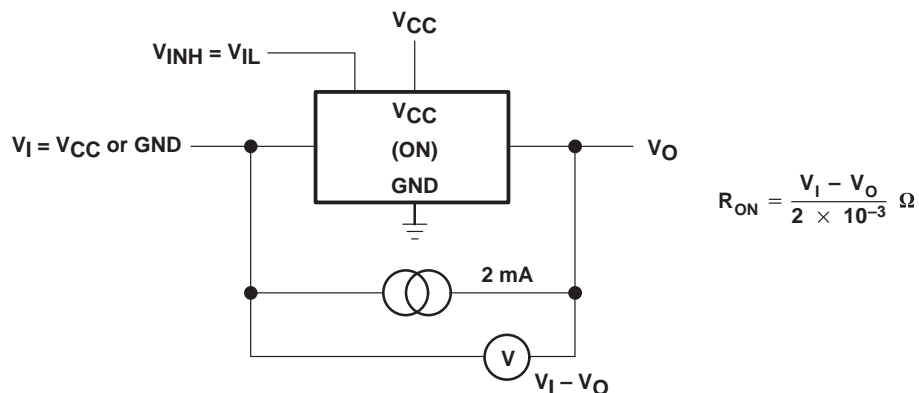 VCC
VINH = VIL
VCC
VI = VCC or GND
(ON)
VO
GND
RON = VI – VO / 2 × 10–3 Ω
2 mA
V
VI – VO